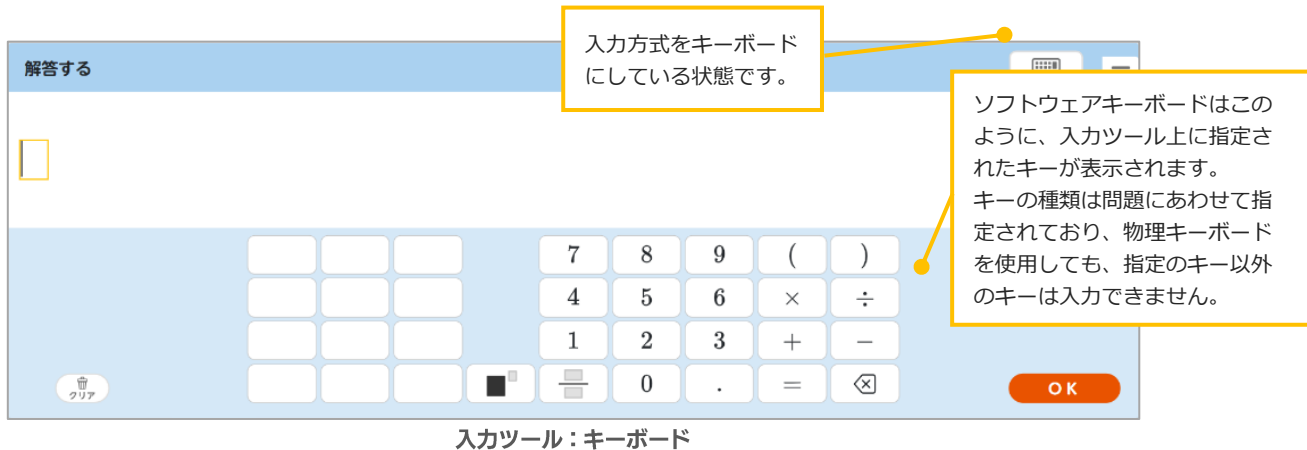 入力方式をキーボード
にしている状態です。
解答する
ソフトウェアキーボードはこの
ように、入力ツール上に指定さ
れたキーが表示されます。
キーの種類は問題にあわせて指
定されており、物理キーボード
を使用しても、指定のキー以外
のキーは入力できません。
7 8 9 ( )
4 5 6 × ÷
1 2 3 + −
0 . =
クリア
OK
入力ツール：キーボード